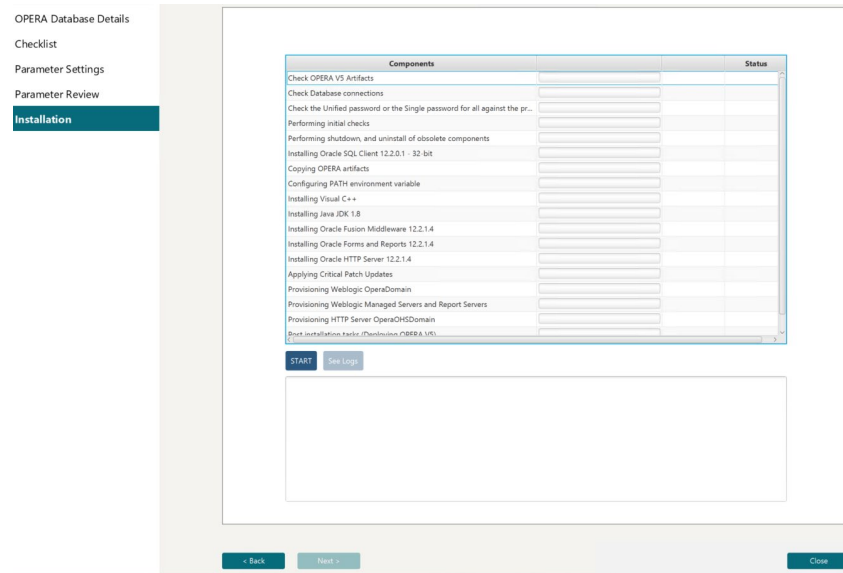 OPERA Database Details
Checklist
Parameter Settings
Parameter Review
Installation
Components Status
Check OPERA V5 Artifacts
Check Database connections
Check the Unified password or the Single password for all against the pr...
Performing initial checks
Performing shutdown, and uninstall of obsolete components
Installing Oracle SQL Client 12.2.0.1 - 32-bit
Copying OPERA artifacts
Configuring PATH environment variable
Installing Visual C++
Installing Java JDK 1.8
Installing Oracle Fusion Middleware 12.2.1.4
Installing Oracle Forms and Reports 12.2.1.4
Installing Oracle HTTP Server 12.2.1.4
Applying Critical Patch Updates
Provisioning Weblogic OperaDomain
Provisioning Weblogic Managed Servers and Report Servers
Provisioning HTTP Server OperaOHSDomain
Post installation tasks (Deploying OPERA V5)
START See Logs
< Back Next > Close